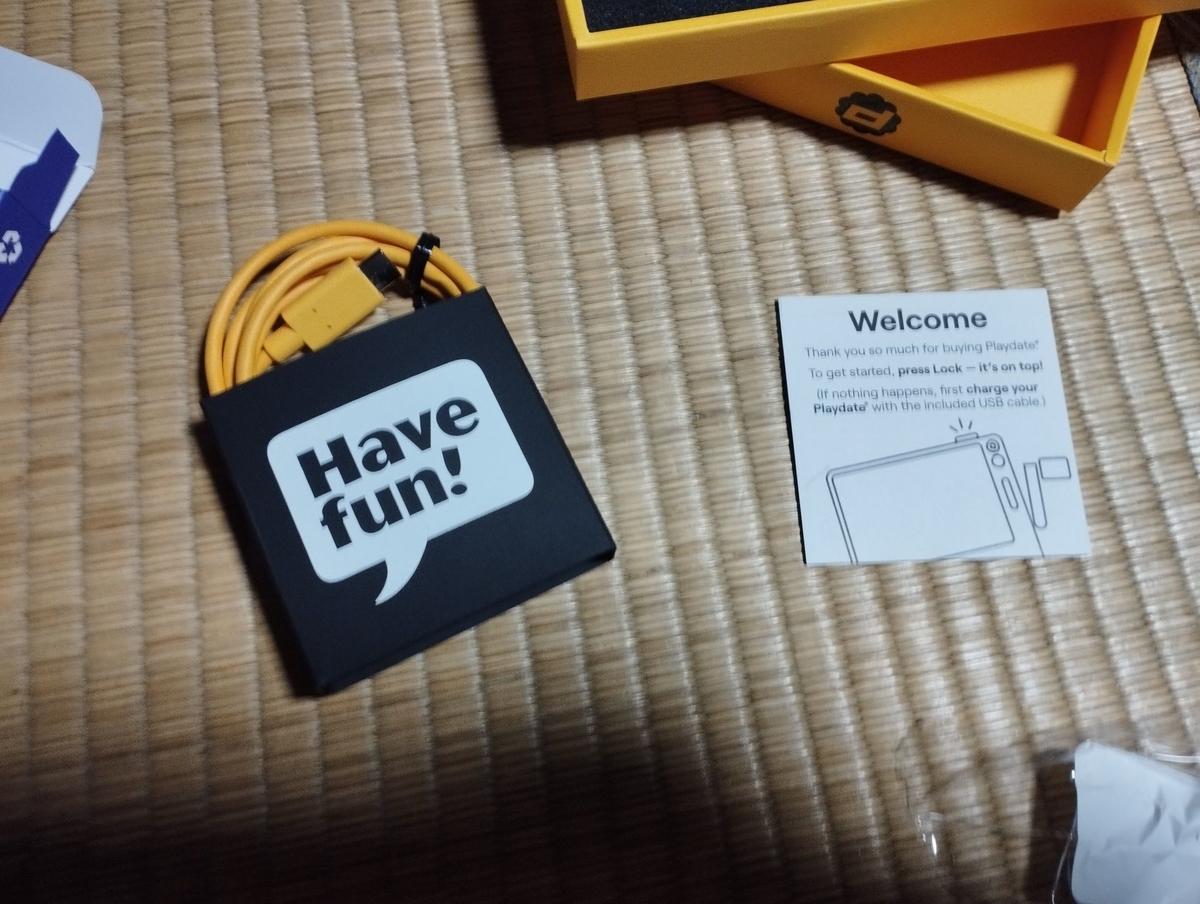 Have
fun!
Welcome
Thank you so much for buying Playdate®
To get started, press Lock — it's on top!
(If nothing happens, first charge your
Playdate® with the included USB cable.)